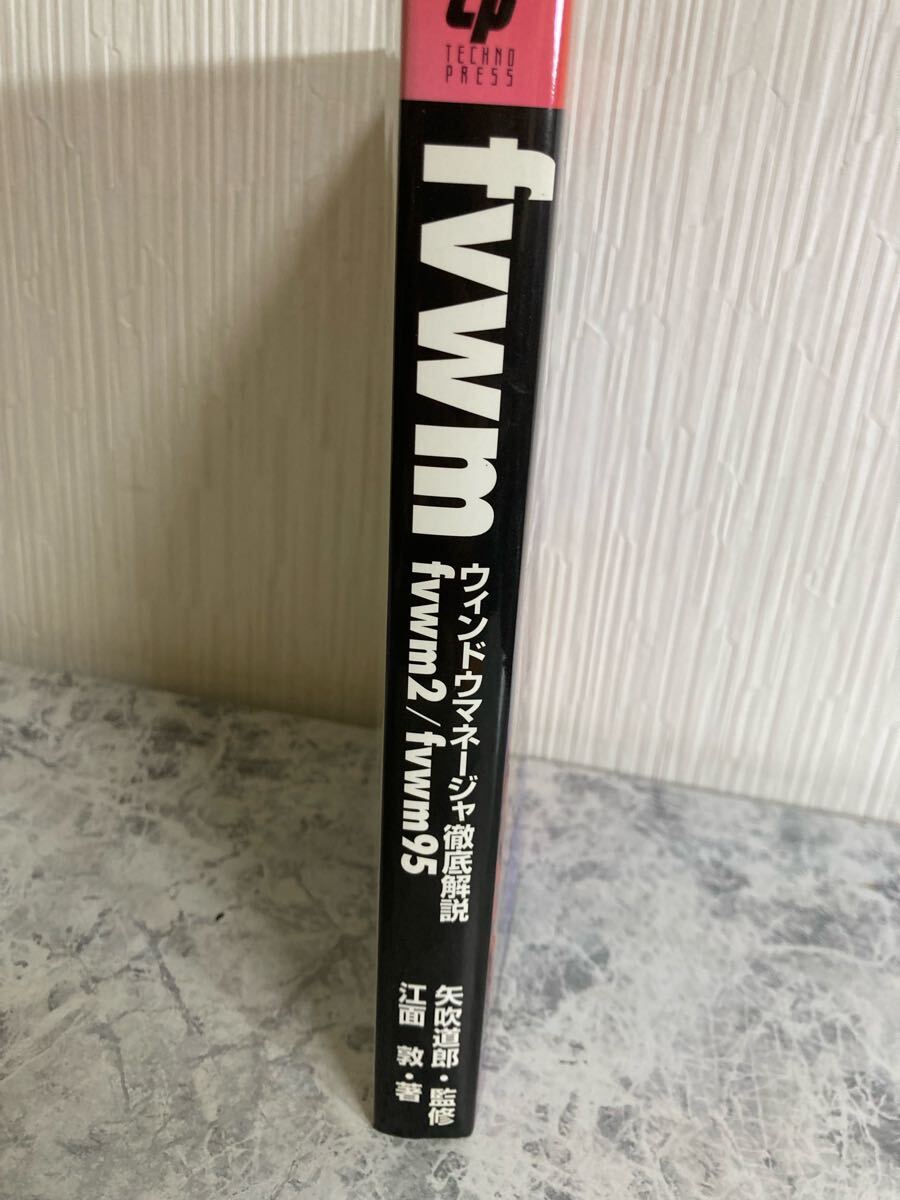 TECHNO
PRESS
fvwm
ウィンドウマネージャ徹底解説
fvwm2/fvwm95
矢吹道郎・監修
江面 敦・著